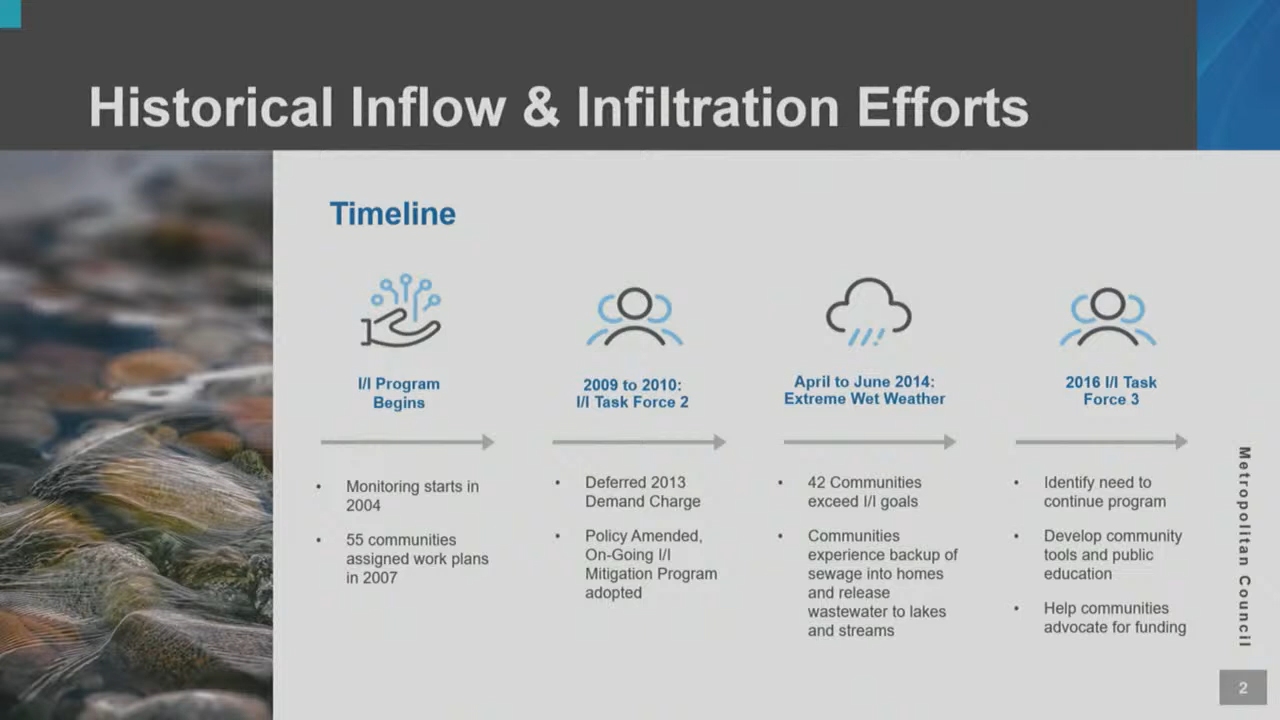 Historical Inflow & Infiltration Efforts
Timeline
I/I Program
Begins
Monitoring starts in
2004
55 communities
assigned work plans
in 2007
2009 to 2010:
I/I Task Force 2
Deferred 2013
Demand Charge
Policy Amended,
On-Going I/I
Mitigation Program
adopted
April to June 2014:
Extreme Wet Weather
42 Communities
exceed I/I goals
Communities
experience backup of
sewage into homes
and release
wastewater to lakes
and streams
2016 I/I Task
Force 3
Identify need to
continue program
Develop community
tools and public
education
Help communities
advocate for funding
Metropolitan Council
2